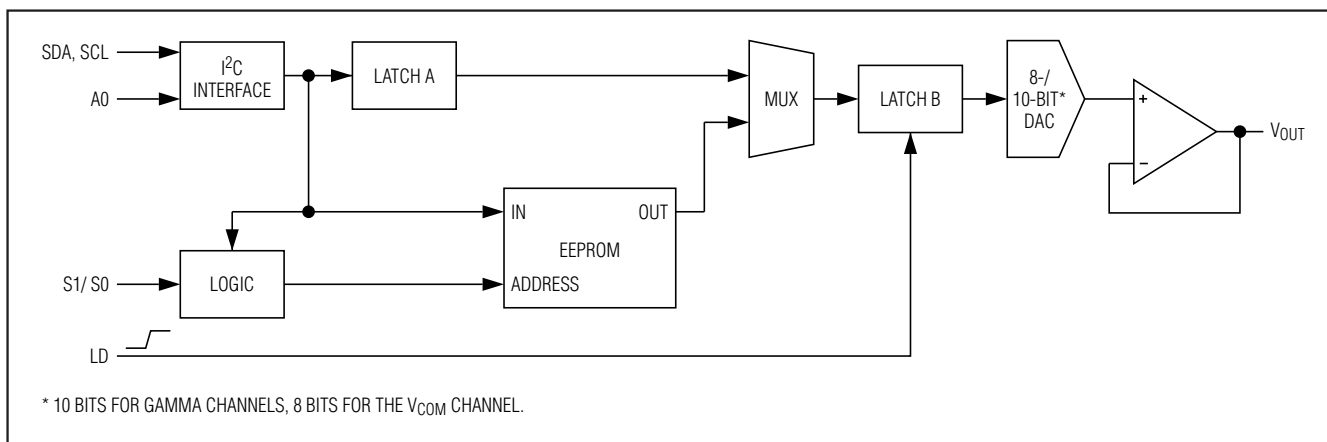 SDA, SCL
A0
I²C
INTERFACE
LATCH A
MUX
LATCH B
8-/
10-BIT*
DAC
+
−
VOUT
IN
OUT
EEPROM
ADDRESS
S1/ S0
LOGIC
LD
* 10 BITS FOR GAMMA CHANNELS, 8 BITS FOR THE VCOM CHANNEL.